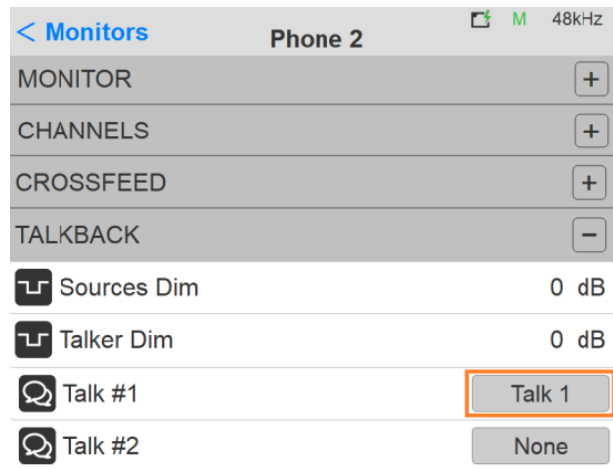 < Monitors
Phone 2
M 48kHz
MONITOR +
CHANNELS +
CROSSFEED +
TALKBACK −
Sources Dim 0 dB
Talker Dim 0 dB
Talk #1 Talk 1
Talk #2 None